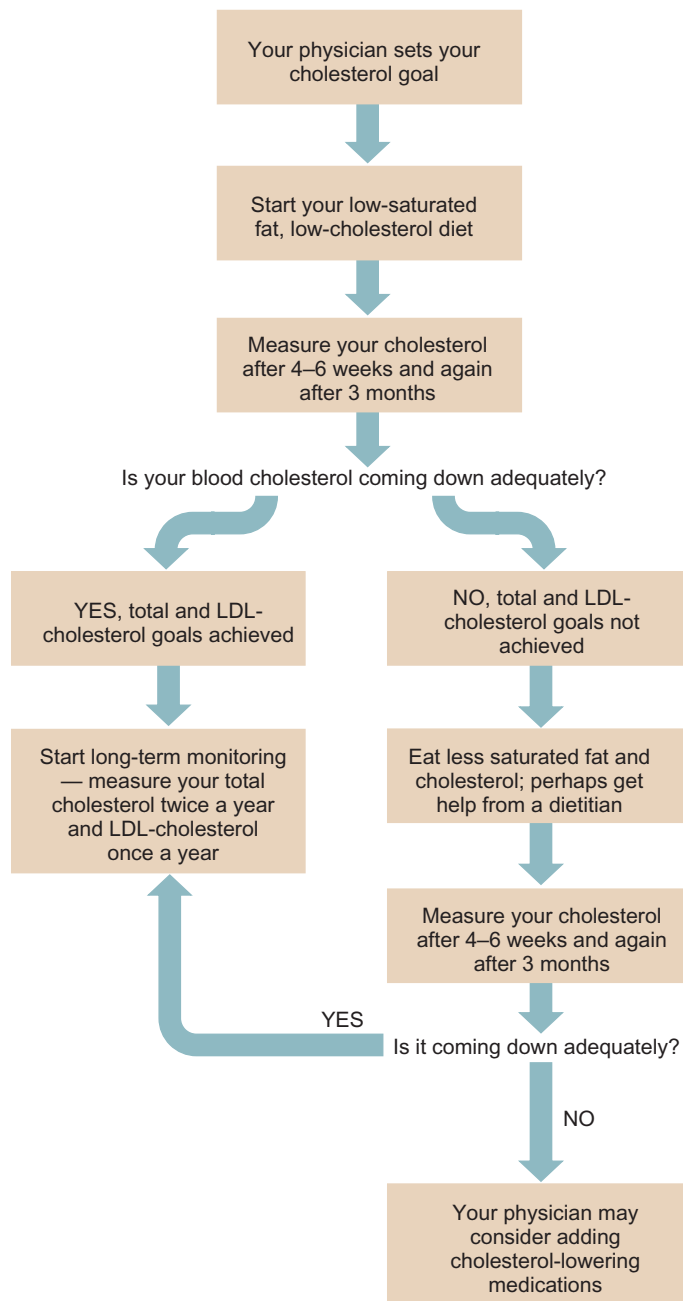 Your physician sets your
cholesterol goal
Start your low-saturated
fat, low-cholesterol diet
Measure your cholesterol
after 4–6 weeks and again
after 3 months
Is your blood cholesterol coming down adequately?
YES, total and LDL-
cholesterol goals achieved
NO, total and LDL-
cholesterol goals not
achieved
Start long-term monitoring
— measure your total
cholesterol twice a year
and LDL-cholesterol
once a year
Eat less saturated fat and
cholesterol; perhaps get
help from a dietitian
Measure your cholesterol
after 4–6 weeks and again
after 3 months
YES
Is it coming down adequately?
NO
Your physician may
consider adding
cholesterol-lowering
medications